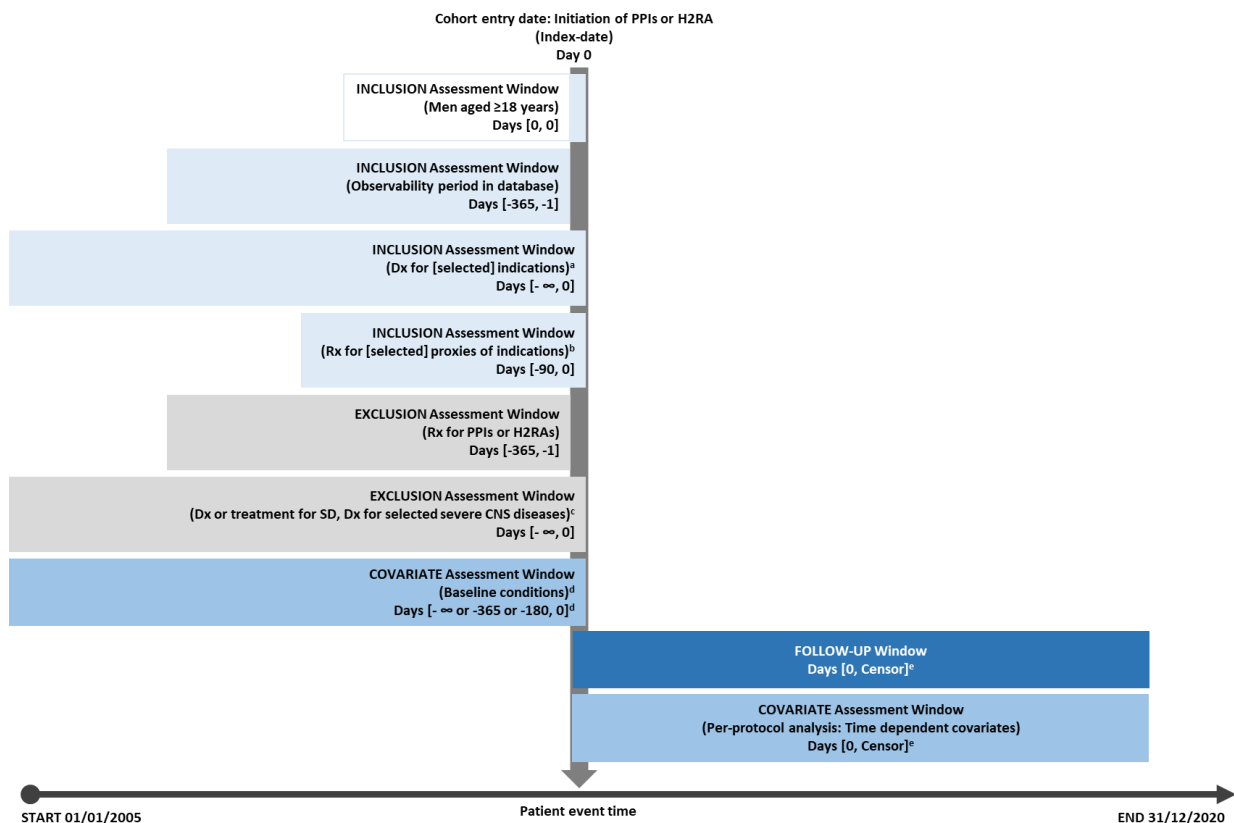 Cohort entry date: Initiation of PPIs or H2RA
(Index-date)
Day 0
INCLUSION Assessment Window
(Men aged ≥18 years)
Days [0, 0]
INCLUSION Assessment Window
(Observability period in database)
Days [-365, -1]
INCLUSION Assessment Window
(Dx for [selected] indications)ᵃ
Days [- ∞, 0]
INCLUSION Assessment Window
(Rx for [selected] proxies of indications)ᵇ
Days [-90, 0]
EXCLUSION Assessment Window
(Rx for PPIs or H2RAs)
Days [-365, -1]
EXCLUSION Assessment Window
(Dx or treatment for SD, Dx for selected severe CNS diseases)ᶜ
Days [- ∞, 0]
COVARIATE Assessment Window
(Baseline conditions)ᵈ
Days [- ∞ or -365 or -180, 0]ᵈ
FOLLOW-UP Window
Days [0, Censor]ᵉ
COVARIATE Assessment Window
(Per-protocol analysis: Time dependent covariates)
Days [0, Censor]ᵉ
START 01/01/2005
Patient event time
END 31/12/2020